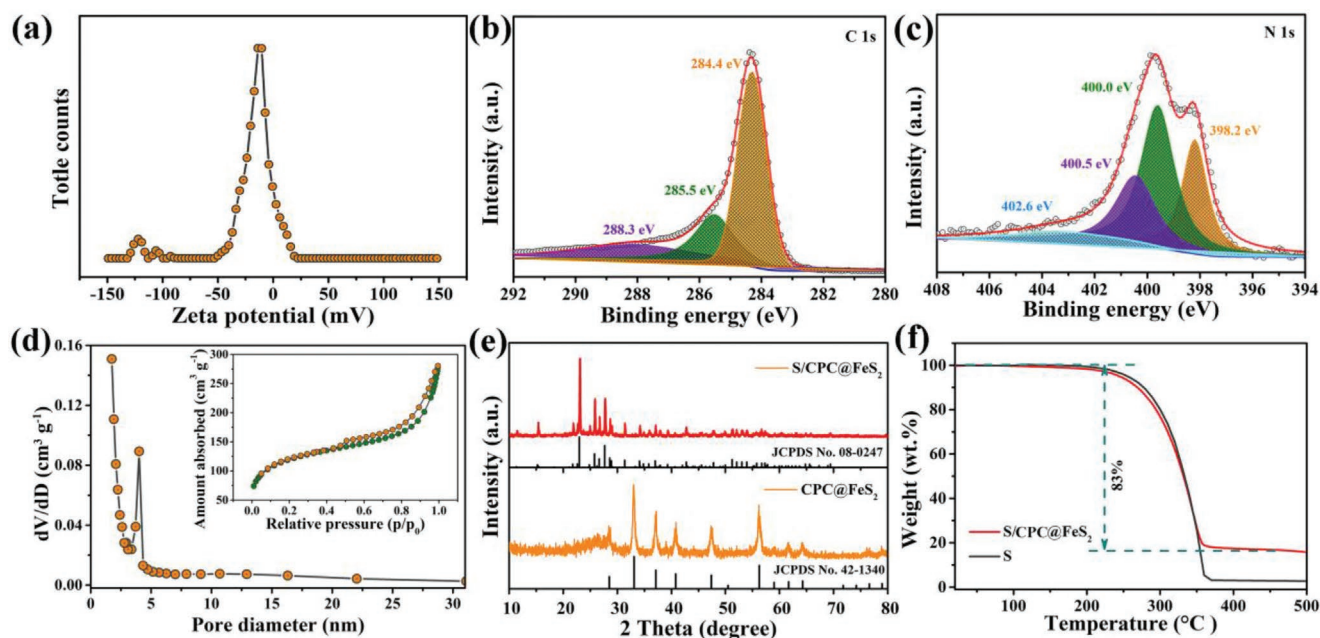 (a)
Totle counts
-150 -100 -50 0 50 100 150
Zeta potential (mV)
(b)
C 1s
284.4 eV
285.5 eV
288.3 eV
Intensity (a.u.)
292 290 288 286 284 282 280
Binding energy (eV)
(c)
N 1s
400.0 eV
398.2 eV
400.5 eV
402.6 eV
Intensity (a.u.)
408 406 404 402 400 398 396 394
Binding energy (eV)
(d)
0.16
0.12
0.08
0.04
0.00
dV/dD (cm³ g⁻¹)
0 5 10 15 20 25 30
Pore diameter (nm)
300
250
200
150
100
50
Amount absorbed (cm³ g⁻¹)
0.0 0.2 0.4 0.6 0.8 1.0
Relative pressure (p/p₀)
(e)
S/CPC@FeS₂
JCPDS No. 08-0247
CPC@FeS₂
JCPDS No. 42-1340
Intensity (a.u.)
10 20 30 40 50 60 70 80
2 Theta (degree)
(f)
100
80
60
40
20
0
Weight (wt.%)
83%
S/CPC@FeS₂
S
100 200 300 400 500
Temperature (°C)